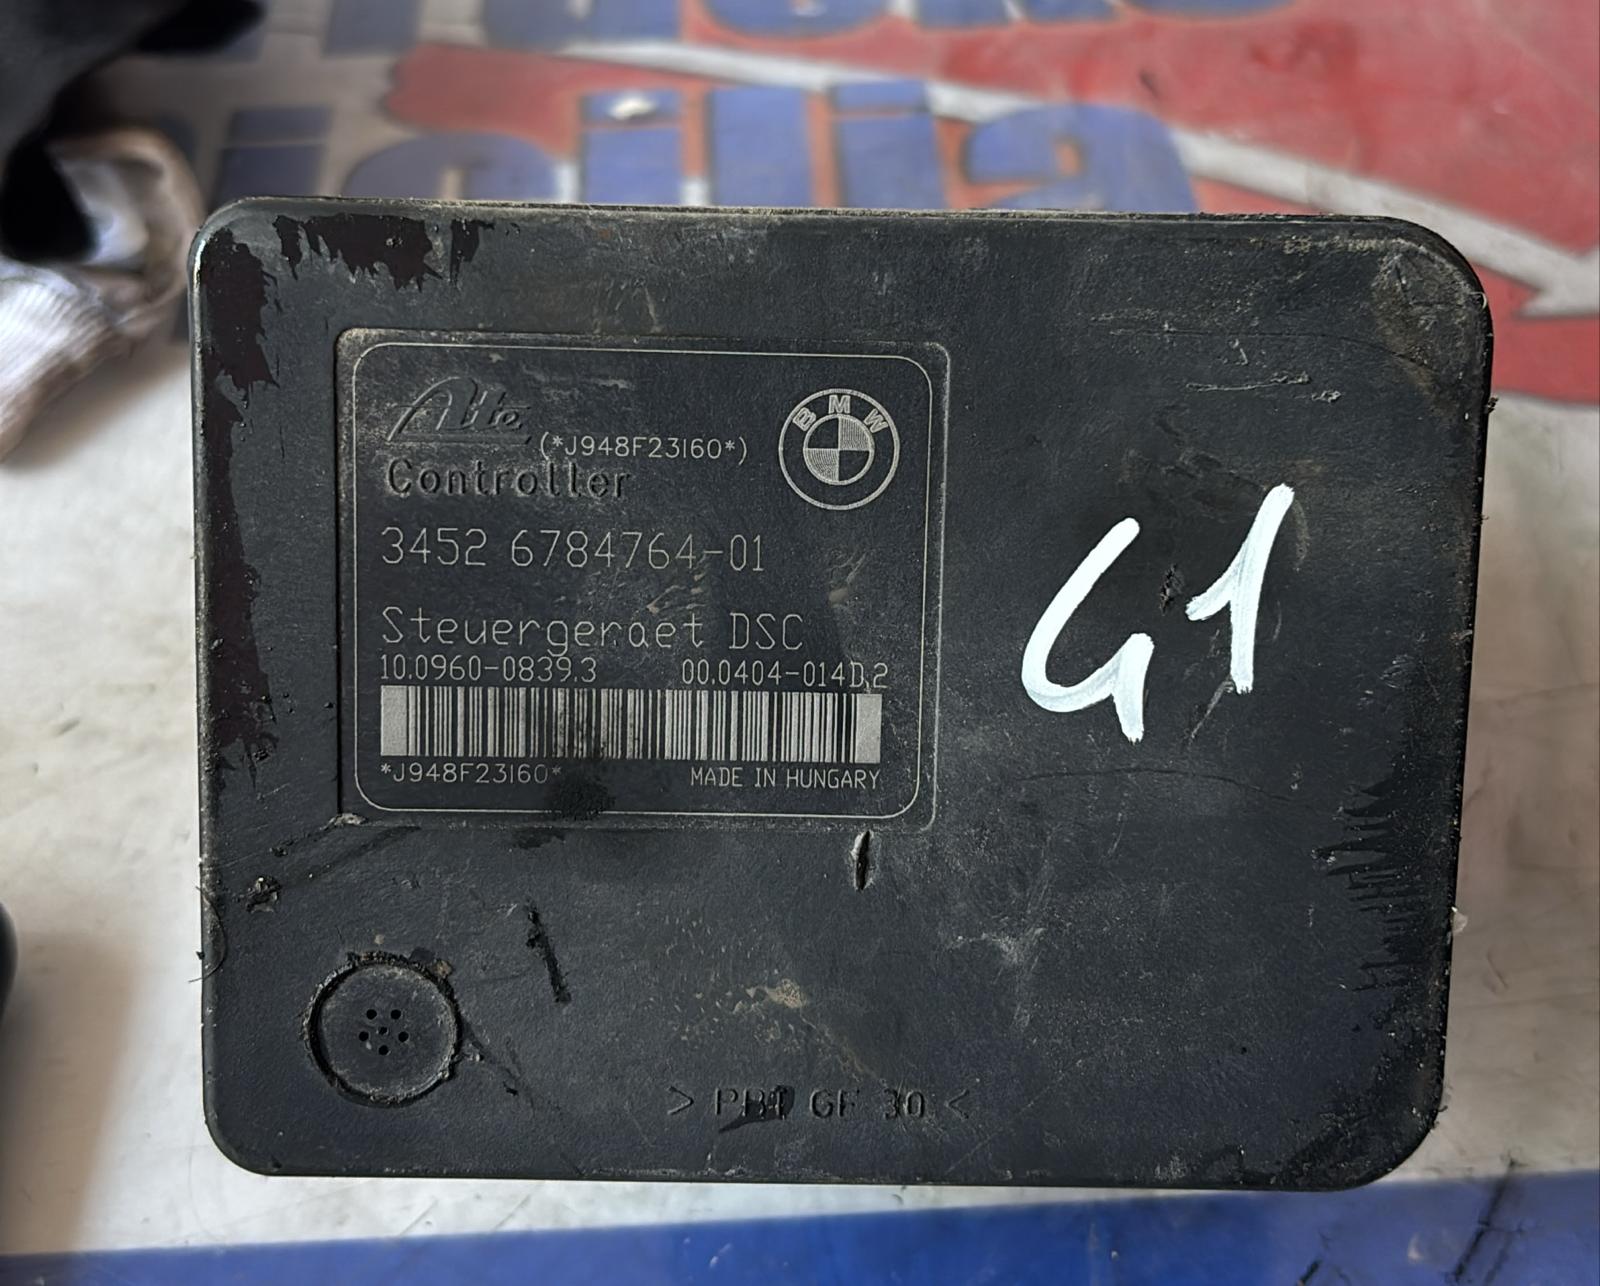 Ate
(*J948F23I60*)
BMW
Controller
3452 6784764-01
Steuergeraet DSC
10.0960-0839.3 00.0404-014D.2
*J948F23I60*
MADE IN HUNGARY
G1
> PBT GF 30 <